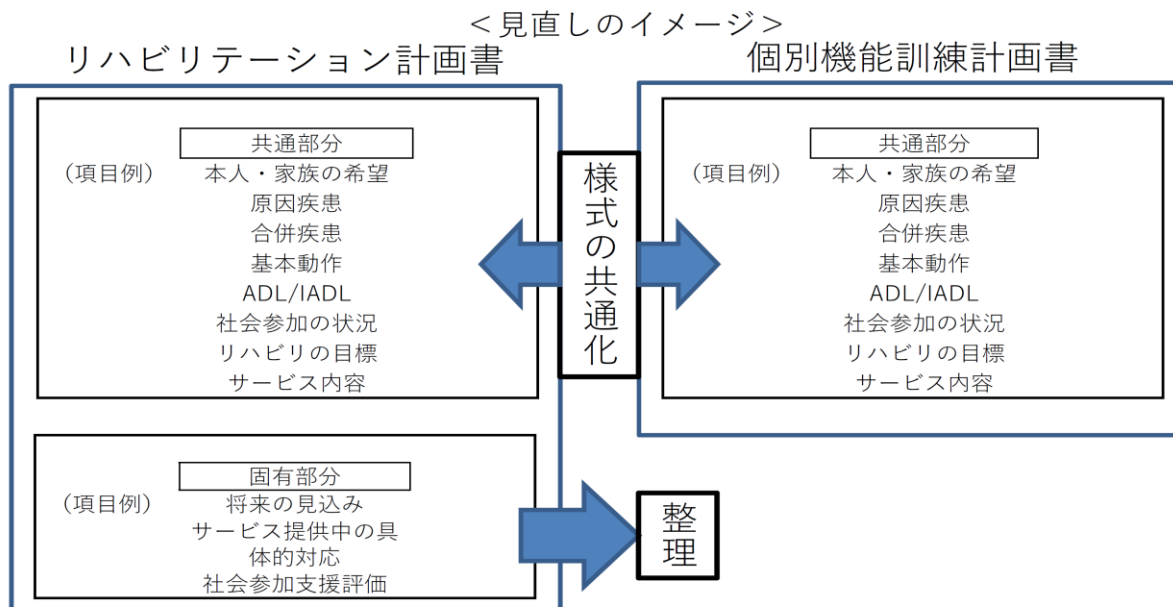 ＜見直しのイメージ＞
リハビリテーション計画書
共通部分
(項目例)
本人・家族の希望
原因疾患
合併疾患
基本動作
ADL/IADL
社会参加の状況
リハビリの目標
サービス内容
固有部分
(項目例)
将来の見込み
サービス提供中の具
体的対応
社会参加支援評価
様式の共通化
整理
個別機能訓練計画書
共通部分
(項目例)
本人・家族の希望
原因疾患
合併疾患
基本動作
ADL/IADL
社会参加の状況
リハビリの目標
サービス内容